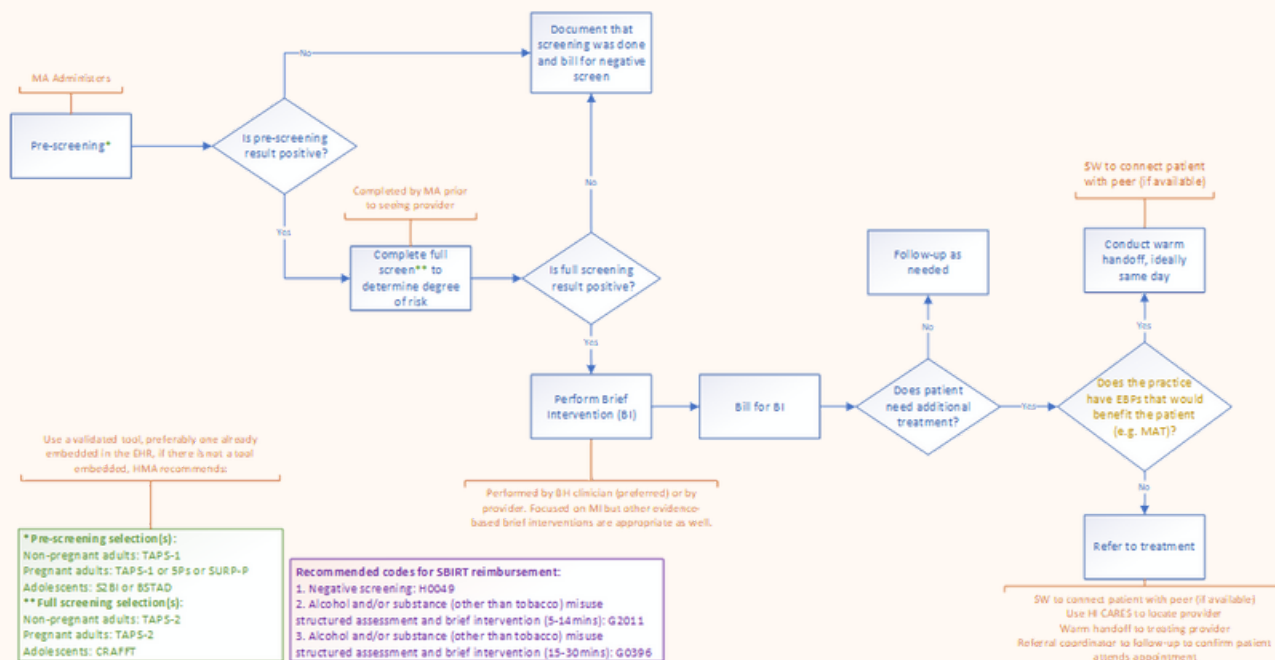 Document that
screening was done
and bill for negative
screen
No
MA Administers
Pre-screening*
Is pre-screening
result positive?
Yes
Completed by MA prior
to seeing provider
Complete full
screen** to
determine degree
of risk
Is full screening
result positive?
No
Yes
Perform Brief
Intervention (BI)
Performed by BH clinician (preferred) or by
provider. Focused on MI but other evidence-
based brief interventions are appropriate as well.
Bill for BI
Does patient
need additional
treatment?
No
Follow-up as
needed
Yes
Does the practice
have EBPs that would
benefit the patient
(e.g. MAT)?
Yes
Conduct warm
handoff, ideally
same day
SW to connect patient
with peer (if available)
No
Refer to treatment
SW to connect patient with peer (if available)
Use HI CARES to locate provider
Warm handoff to treating provider
Referral coordinator to follow-up to confirm patient
attends appointment
Use a validated tool, preferably one already
embedded in the EHR, if there is not a tool
embedded, HMA recommends:
*Pre-screening selection(s):
Non-pregnant adults: TAPS-1
Pregnant adults: TAPS-1 or 5Ps or SURP-P
Adolescents: S2BI or BSTAD
**Full screening selection(s):
Non-pregnant adults: TAPS-2
Pregnant adults: TAPS-2
Adolescents: CRAFFT
Recommended codes for SBIRT reimbursement:
1. Negative screening: H0049
2. Alcohol and/or substance (other than tobacco) misuse
structured assessment and brief intervention (5-14mins): G2011
3. Alcohol and/or substance (other than tobacco) misuse
structured assessment and brief intervention (15-30mins): G0396